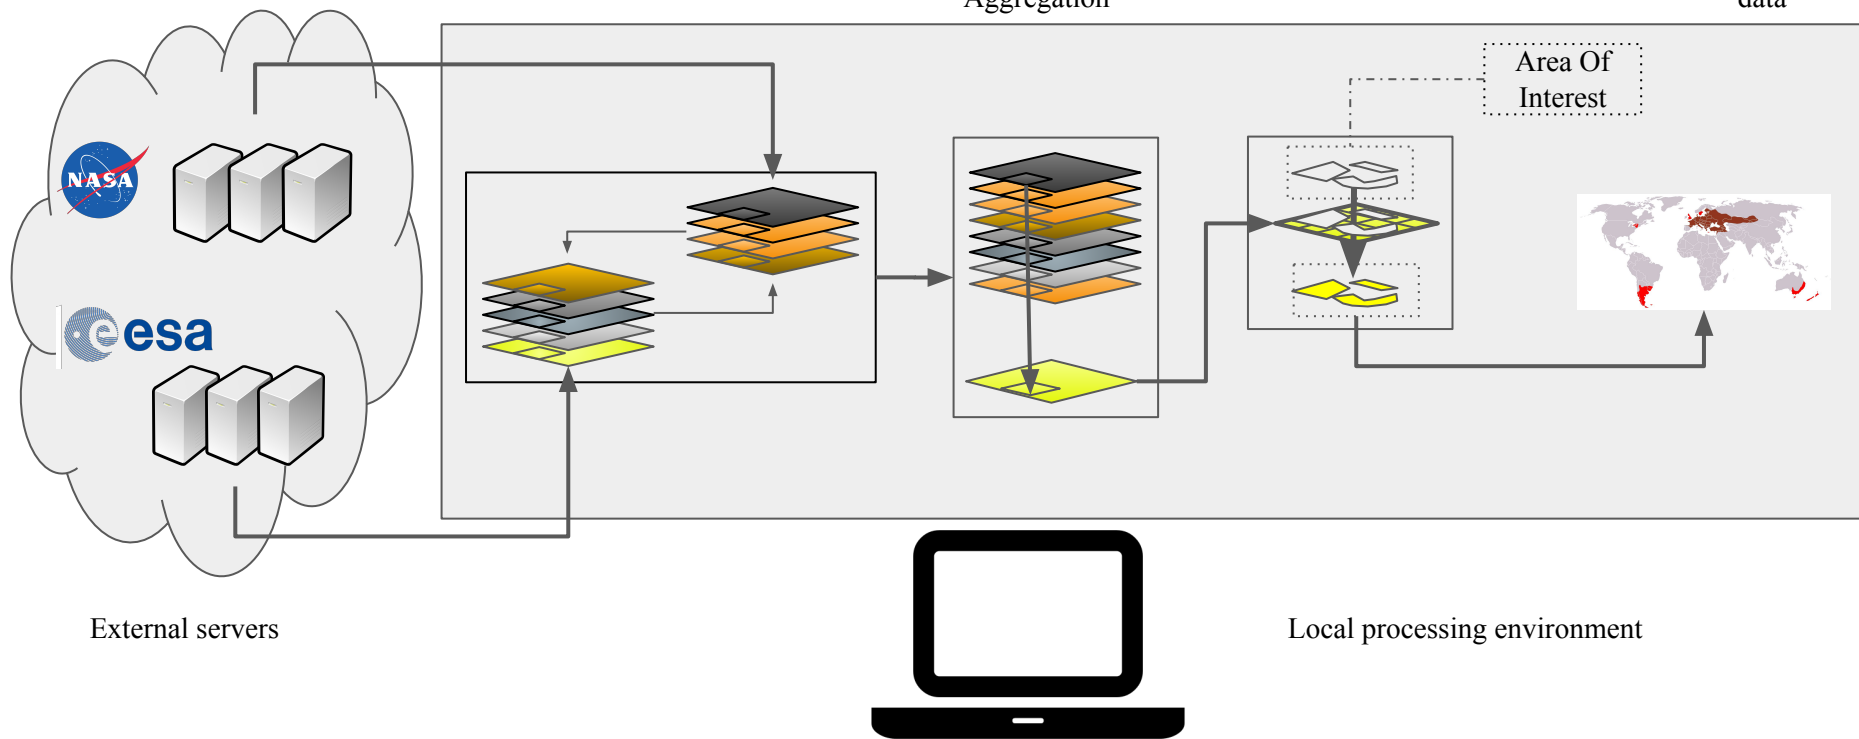 Aggregation
data
Area Of
Interest
NASA
esa
External servers
Local processing environment